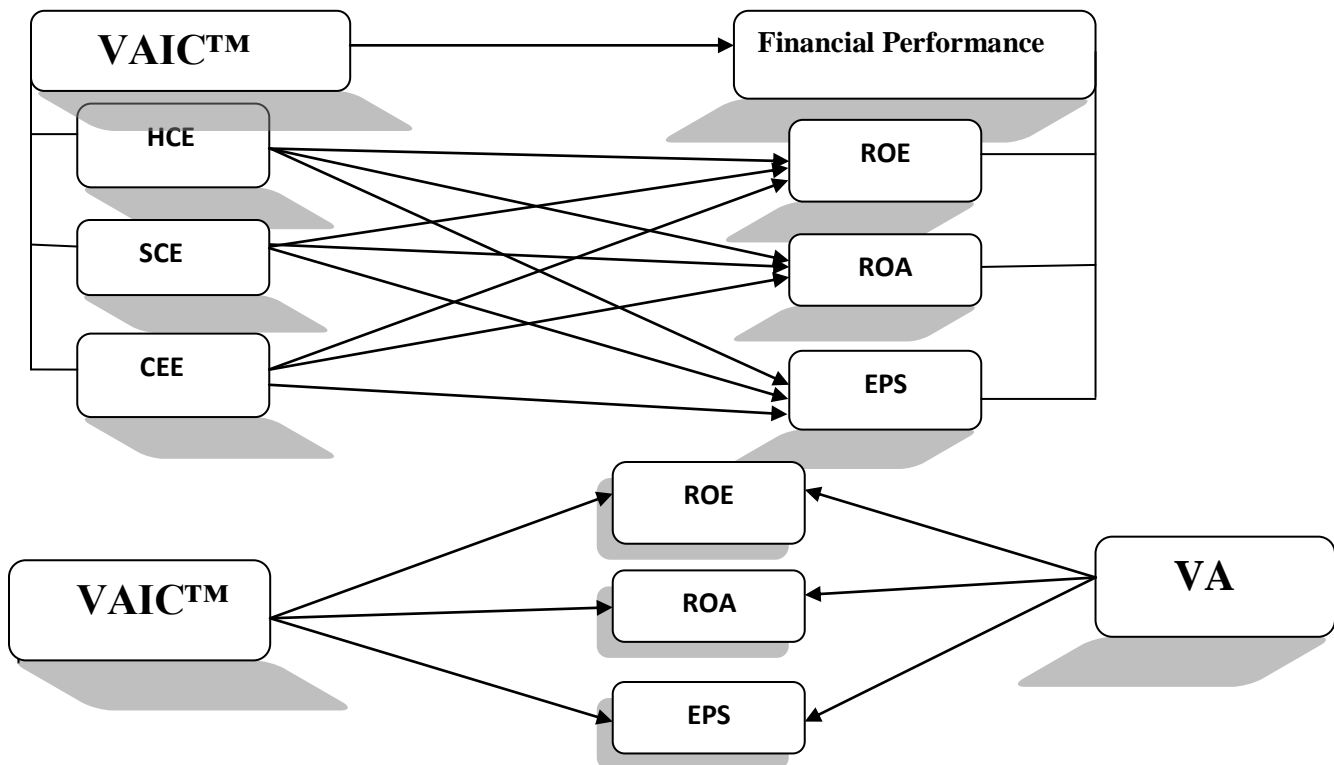 VAIC™
Financial Performance
HCE
ROE
SCE
ROA
CEE
EPS
ROE
VAIC™
ROA
VA
EPS